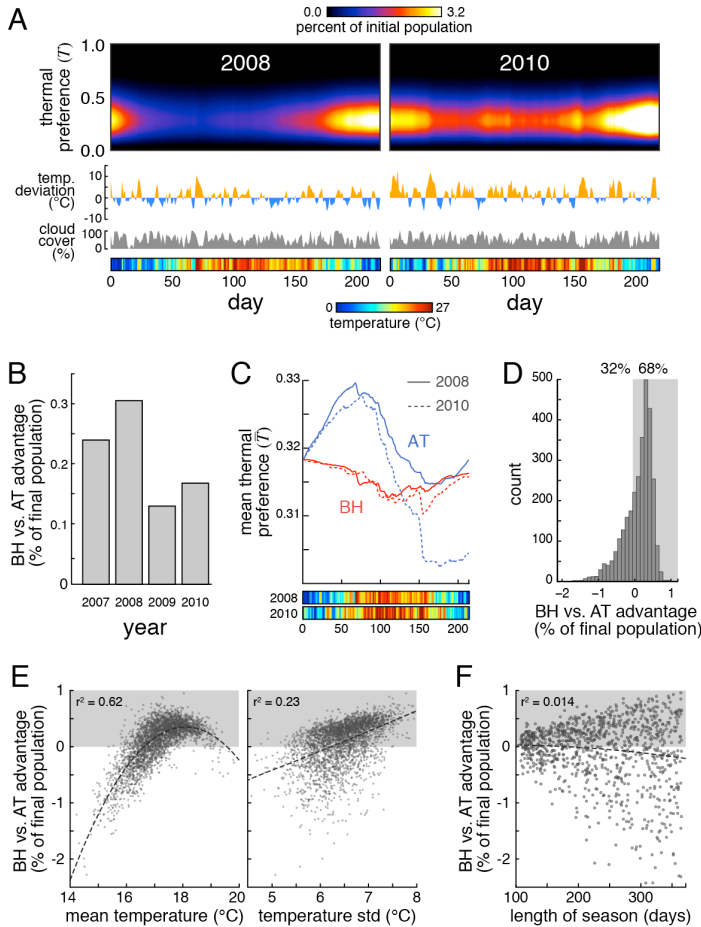 A
0.0 3.2
percent of initial population
thermal preference (T)
1.0
0.5
0.0
2008
2010
temp. deviation (°C)
10
0
-10
cloud cover (%)
100
0
0 50 100 150 200
0 50 100 150 200
day
day
0 27
temperature (°C)
B
BH vs. AT advantage
(% of final population)
0.3
0.2
0.1
0
2007 2008 2009 2010
year
C
mean thermal
preference (T̅)
0.33
0.32
0.31
2008
2010
AT
BH
2008
2010
0 50 100 150 200
D
32% 68%
count
500
400
300
200
100
0
−2 −1 0 1
BH vs. AT advantage
(% of final population)
E
BH vs. AT advantage
(% of final population)
1
0
-1
-2
r² = 0.62
14 16 18 20
mean temperature (°C)
r² = 0.23
5 6 7 8
temperature std (°C)
F
BH vs. AT advantage
(% of final population)
1
0
-1
-2
r² = 0.014
100 200 300
length of season (days)